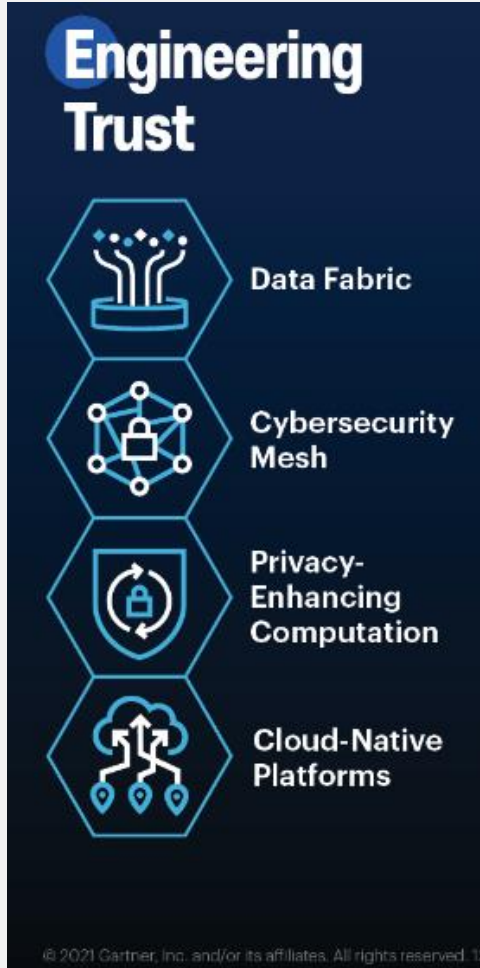 Engineering
Trust
Data Fabric
Cybersecurity
Mesh
Privacy-
Enhancing
Computation
Cloud-Native
Platforms
© 2021 Gartner, Inc. and/or its affiliates. All rights reserved.